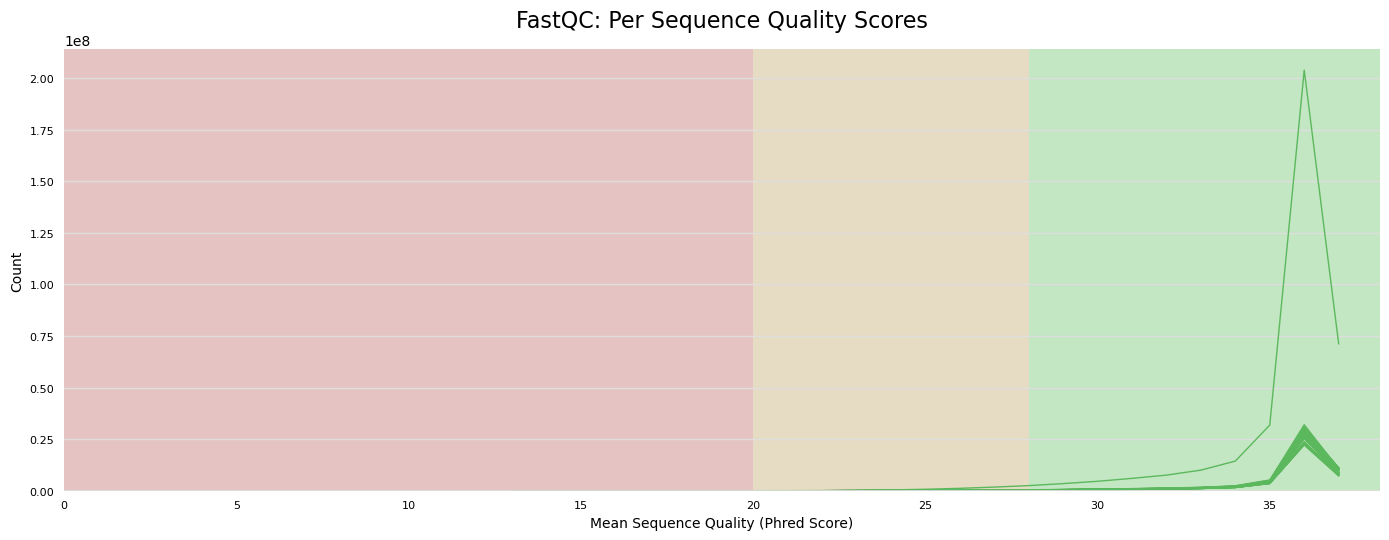 FastQC: Per Sequence Quality Scores
1e8
2.00
1.75
1.50
1.25
1.00
0.75
0.50
0.25
0.00
Count
0 5 10 15 20 25 30 35
Mean Sequence Quality (Phred Score)